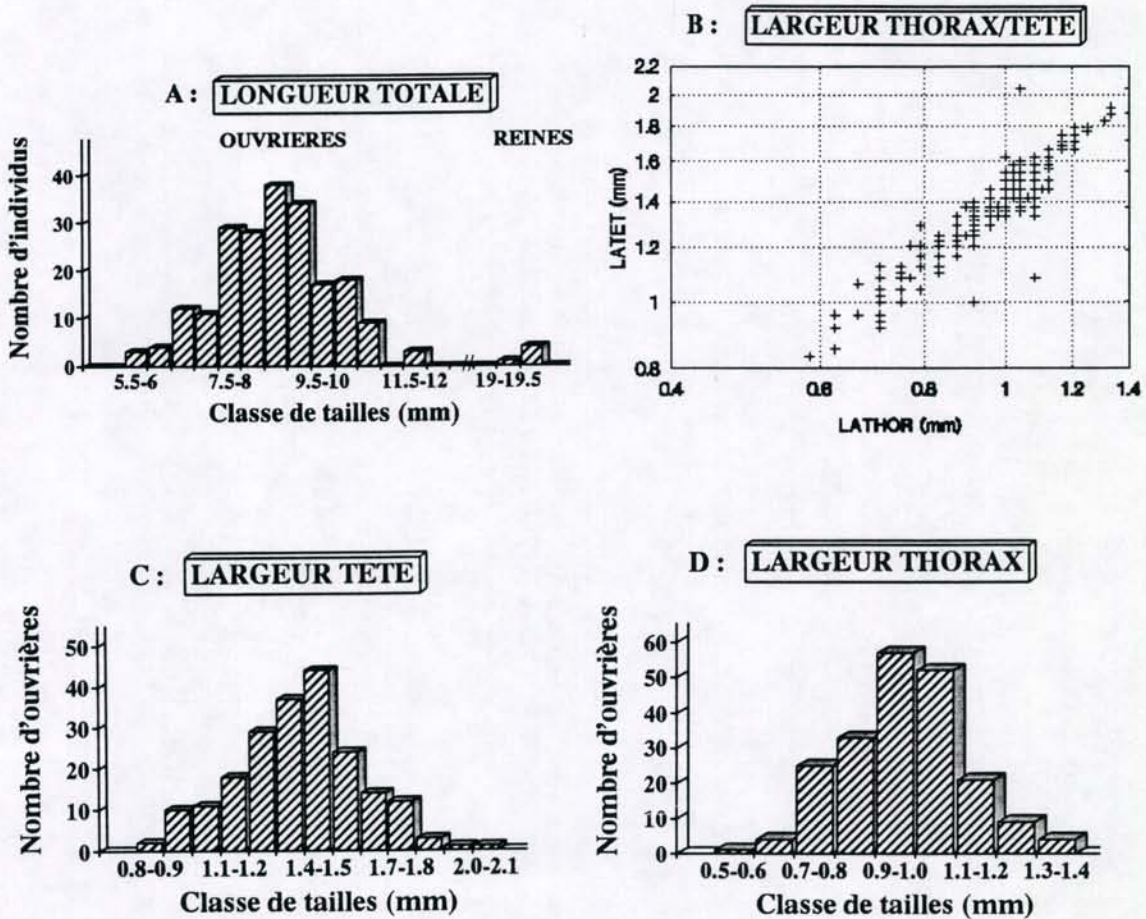 A : LONGUEUR TOTALE
OUVRIERES REINES
Nombre d'individus
40
30
20
10
0
5.5-6 7.5-8 9.5-10 11.5-12 19-19.5
Classe de tailles (mm)
B : LARGEUR THORAX/TETE
LATET (mm)
2.2
2
1.8
1.6
1.4
1.2
1
0.8
0.4 0.6 0.8 1 1.2 1.4
LATHOR (mm)
C : LARGEUR TETE
Nombre d'ouvrières
50
40
30
20
10
0
0.8-0.9 1.1-1.2 1.4-1.5 1.7-1.8 2.0-2.1
Classe de tailles (mm)
D : LARGEUR THORAX
Nombre d'ouvrières
60
50
40
30
20
10
0
0.5-0.6 0.7-0.8 0.9-1.0 1.1-1.2 1.3-1.4
Classe de tailles (mm)